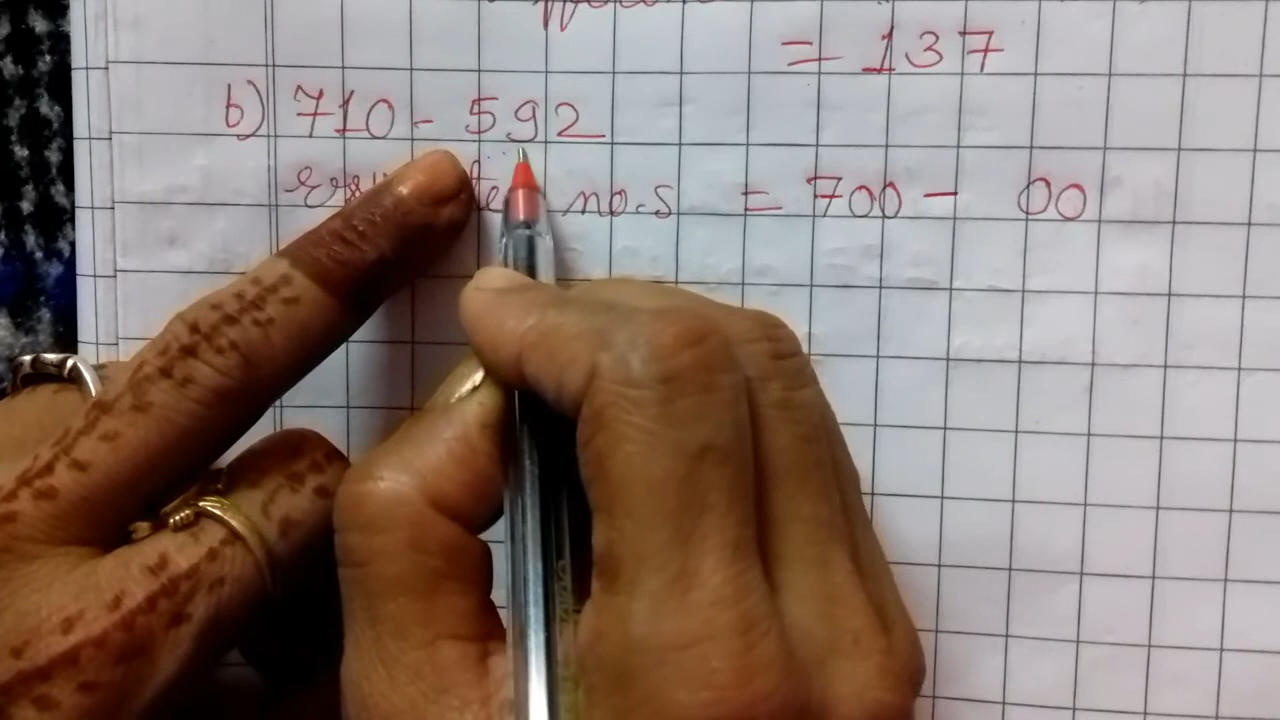 = 137
b) 710 - 592
no.s = 700 - 00